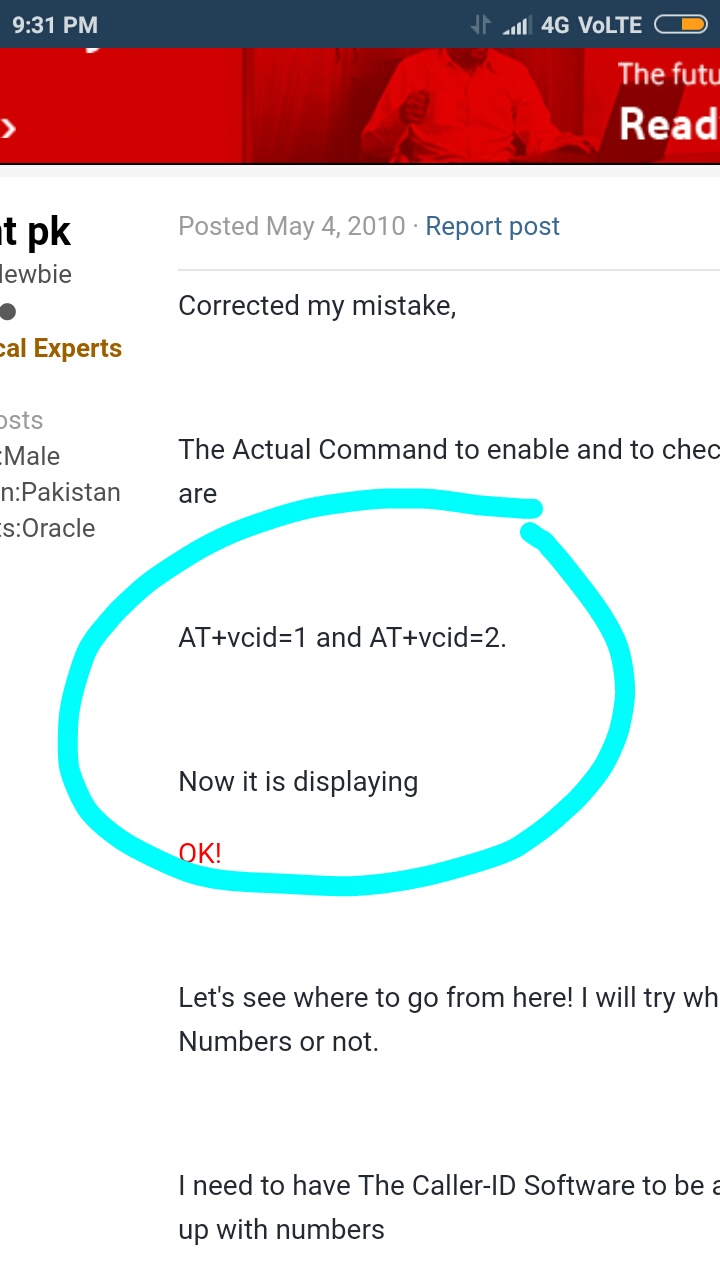 9:31 PM 4G VoLTE
The futu
Read
t pk
Posted May 4, 2010 · Report post
ewbie
cal Experts
osts
:Male
n:Pakistan
ts:Oracle
Corrected my mistake,
The Actual Command to enable and to chec
are
AT+vcid=1 and AT+vcid=2.
Now it is displaying
OK!
Let's see where to go from here! I will try wh
Numbers or not.
I need to have The Caller-ID Software to be a
up with numbers